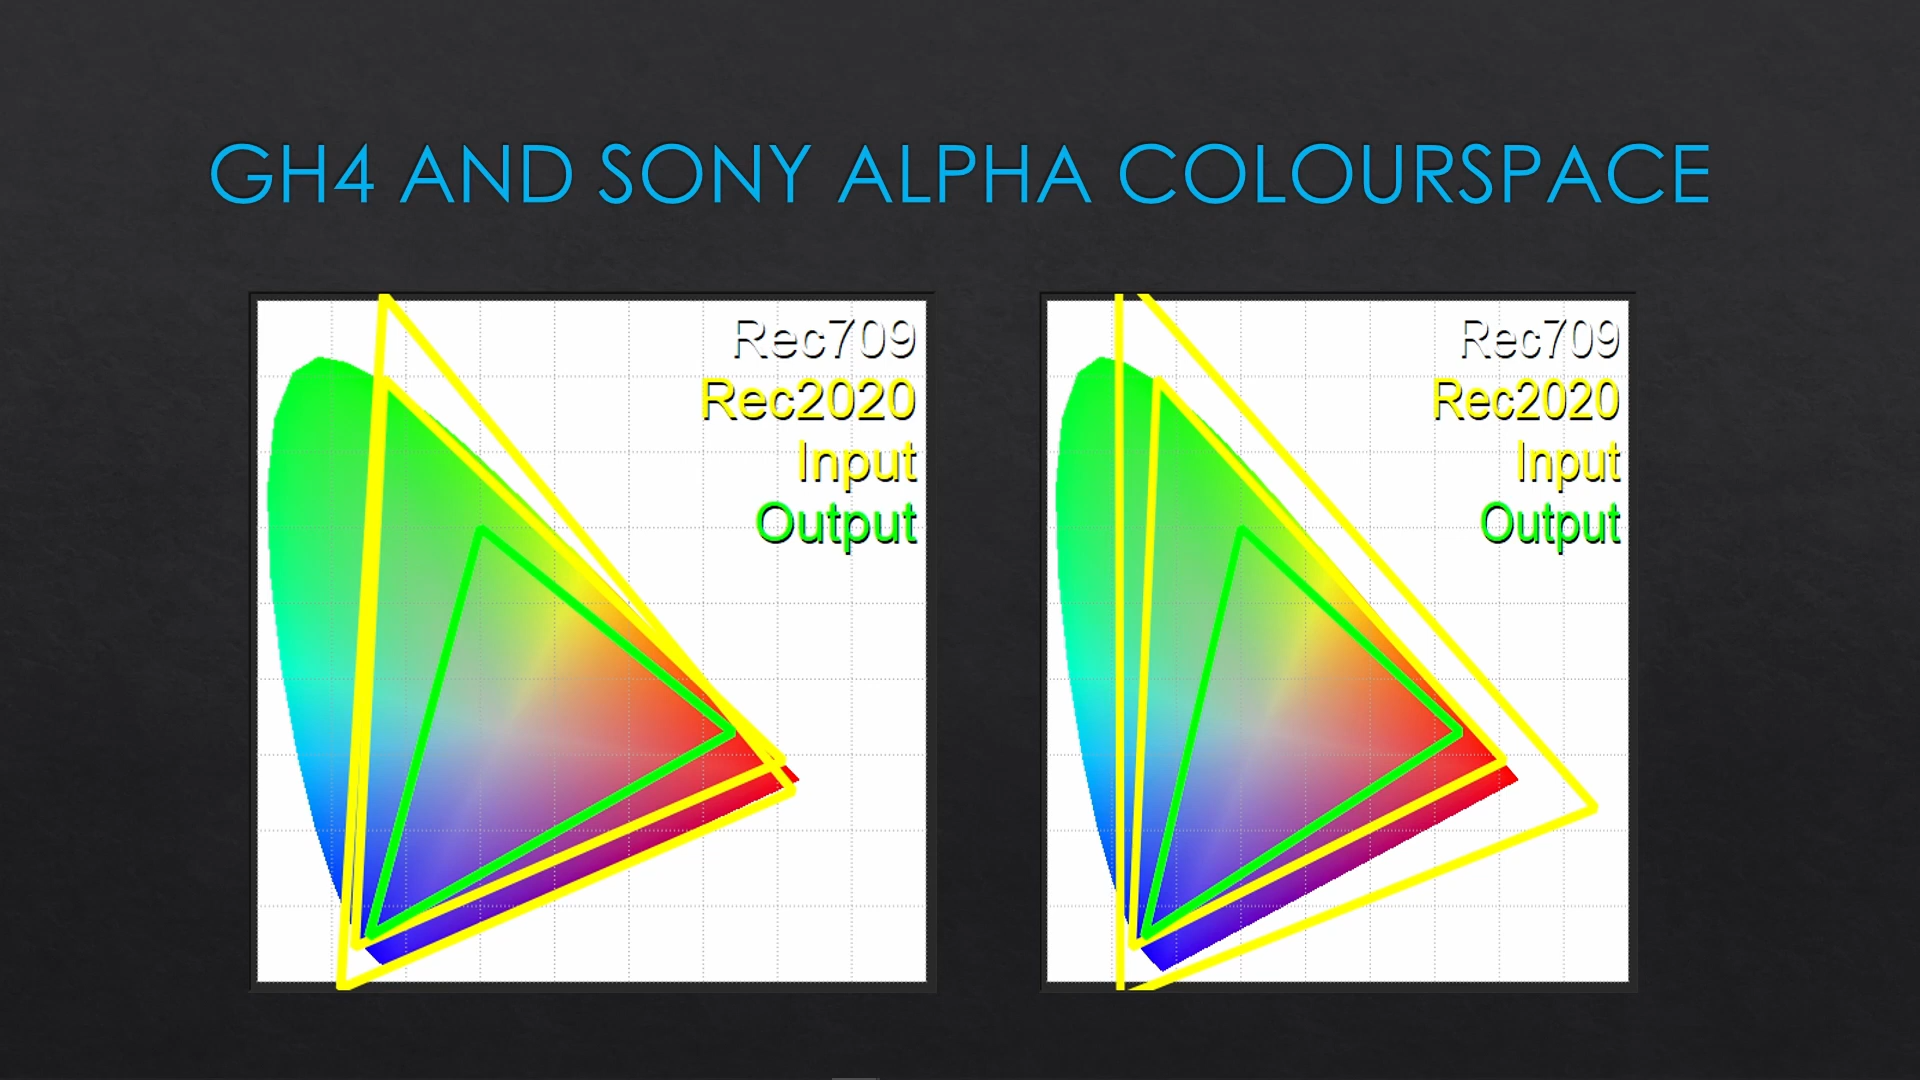 GH4 AND SONY ALPHA COLOURSPACE
Rec709
Rec2020
Input
Output
Rec709
Rec2020
Input
Output